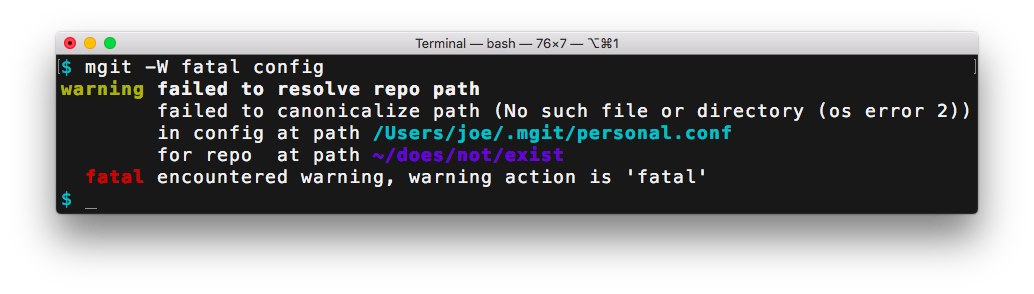 Terminal — bash — 76×7 — ⌥⌘1
$ mgit -W fatal config
warning failed to resolve repo path
failed to canonicalize path (No such file or directory (os error 2))
in config at path /Users/joe/.mgit/personal.conf
for repo  at path ~/does/not/exist
fatal encountered warning, warning action is 'fatal'
$ _